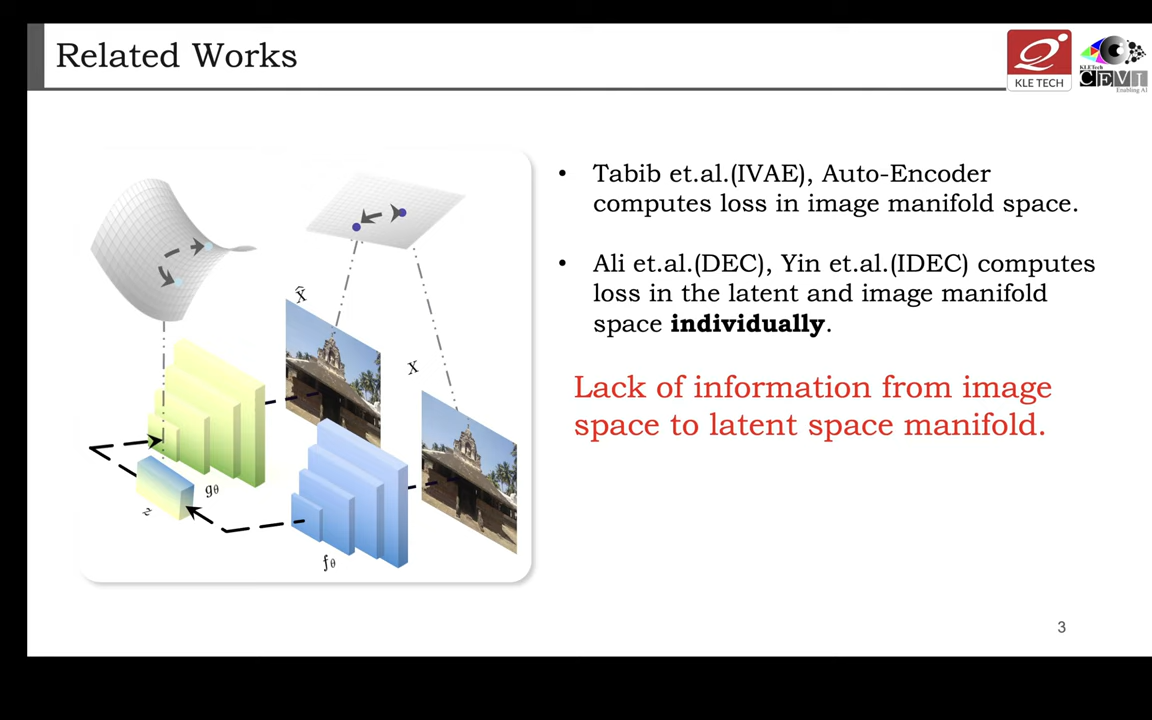 Related Works
KLE TECH
KLETech
CEVI
Enabling AI
• Tabib et.al.(IVAE), Auto-Encoder
computes loss in image manifold space.
• Ali et.al.(DEC), Yin et.al.(IDEC) computes
loss in the latent and image manifold
space individually.
Lack of information from image
space to latent space manifold.
x̂
x
gθ
z
fθ
3